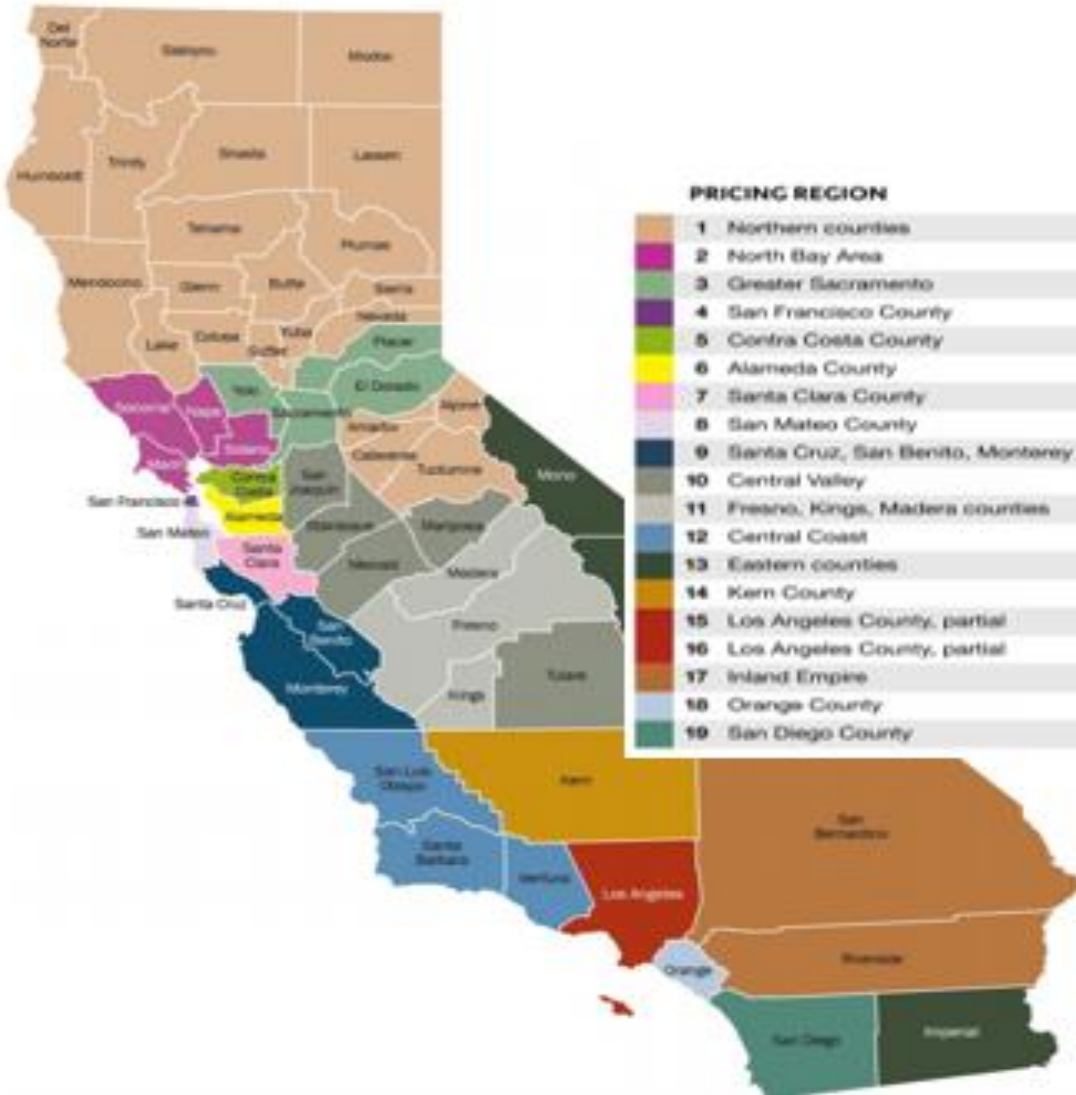 Del
Norte
Siskiyou
Modoc
Humboldt
Trinity
Shasta
Lassen
Tehama
Plumas
Mendocino
Glenn
Butte
Sierra
Nevada
Lake
Colusa
Sutter
Yuba
Placer
Yolo
El Dorado
Sonoma
Napa
Sacramento
Solano
Marin
Alpine
Amador
Calaveras
Tuolumne
Mono
San Francisco
Contra
Costa
San
Joaquin
San Mateo
Alameda
Stanislaus
Mariposa
Santa
Clara
Merced
Madera
Santa Cruz
Fresno
San
Benito
Monterey
Kings
Tulare
San Luis
Obispo
Kern
San
Bernardino
Santa
Barbara
Ventura
Los Angeles
Orange
Riverside
San Diego
Imperial
PRICING REGION
1 Northern counties
2 North Bay Area
3 Greater Sacramento
4 San Francisco County
5 Contra Costa County
6 Alameda County
7 Santa Clara County
8 San Mateo County
9 Santa Cruz, San Benito, Monterey
10 Central Valley
11 Fresno, Kings, Madera counties
12 Central Coast
13 Eastern counties
14 Kern County
15 Los Angeles County, partial
16 Los Angeles County, partial
17 Inland Empire
18 Orange County
19 San Diego County